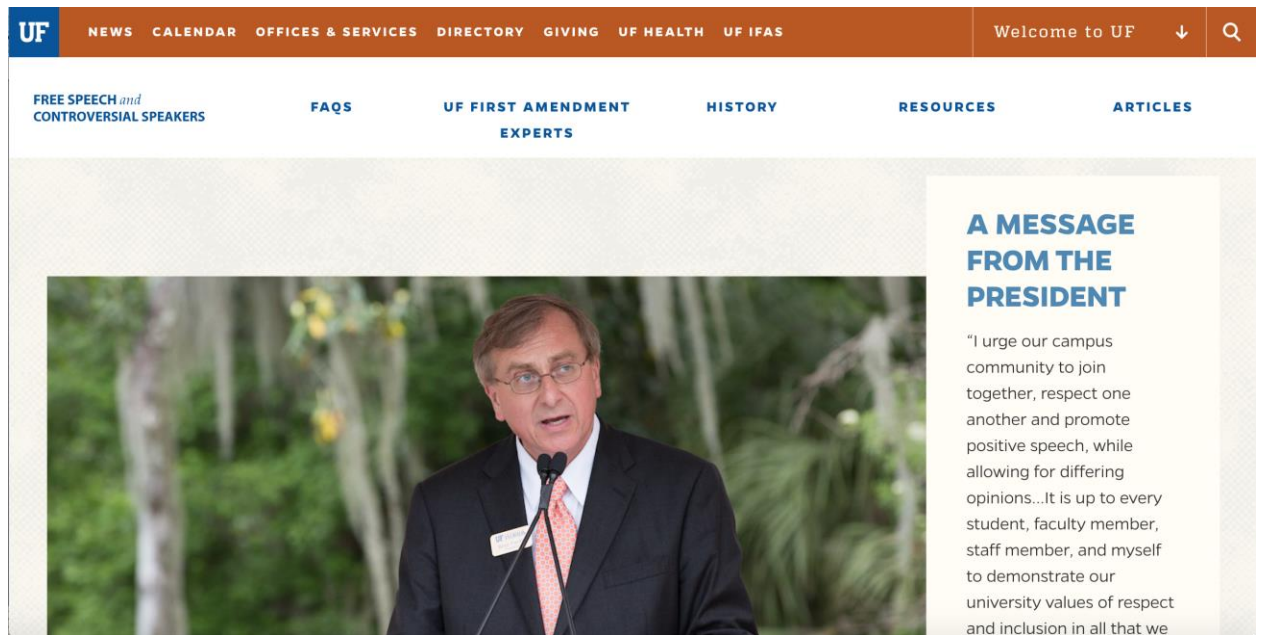 UF NEWS CALENDAR OFFICES & SERVICES DIRECTORY GIVING UF HEALTH UF IFAS Welcome to UF
FREE SPEECH and
CONTROVERSIAL SPEAKERS
FAQS
UF FIRST AMENDMENT
EXPERTS
HISTORY
RESOURCES
ARTICLES
A MESSAGE
FROM THE
PRESIDENT
“I urge our campus
community to join
together, respect one
another and promote
positive speech, while
allowing for differing
opinions...It is up to every
student, faculty member,
staff member, and myself
to demonstrate our
university values of respect
and inclusion in all that we
UF